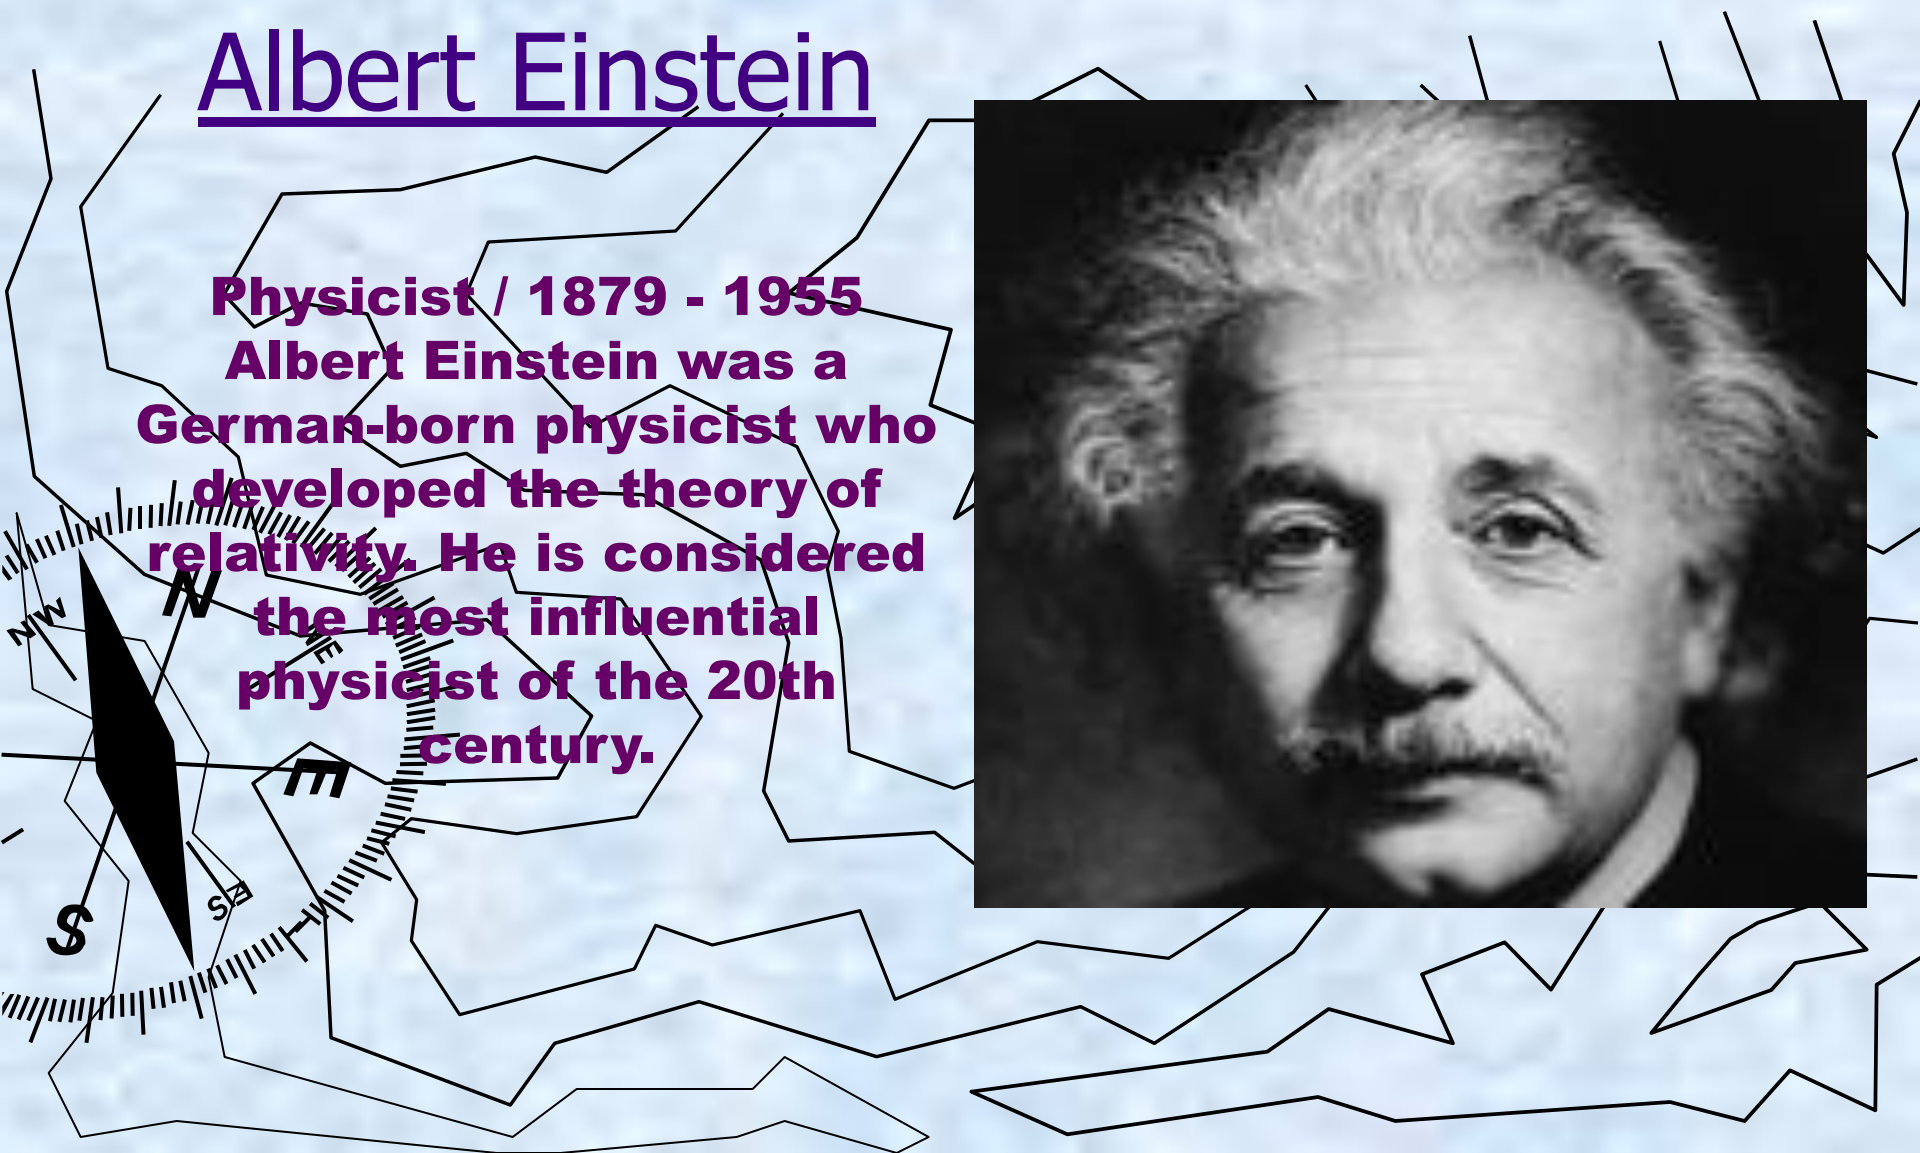 Albert Einstein
Physicist / 1879 - 1955
Albert Einstein was a
German-born physicist who
developed the theory of
relativity. He is considered
the most influential
physicist of the 20th
century.
N
NW
NE
E
SE
S